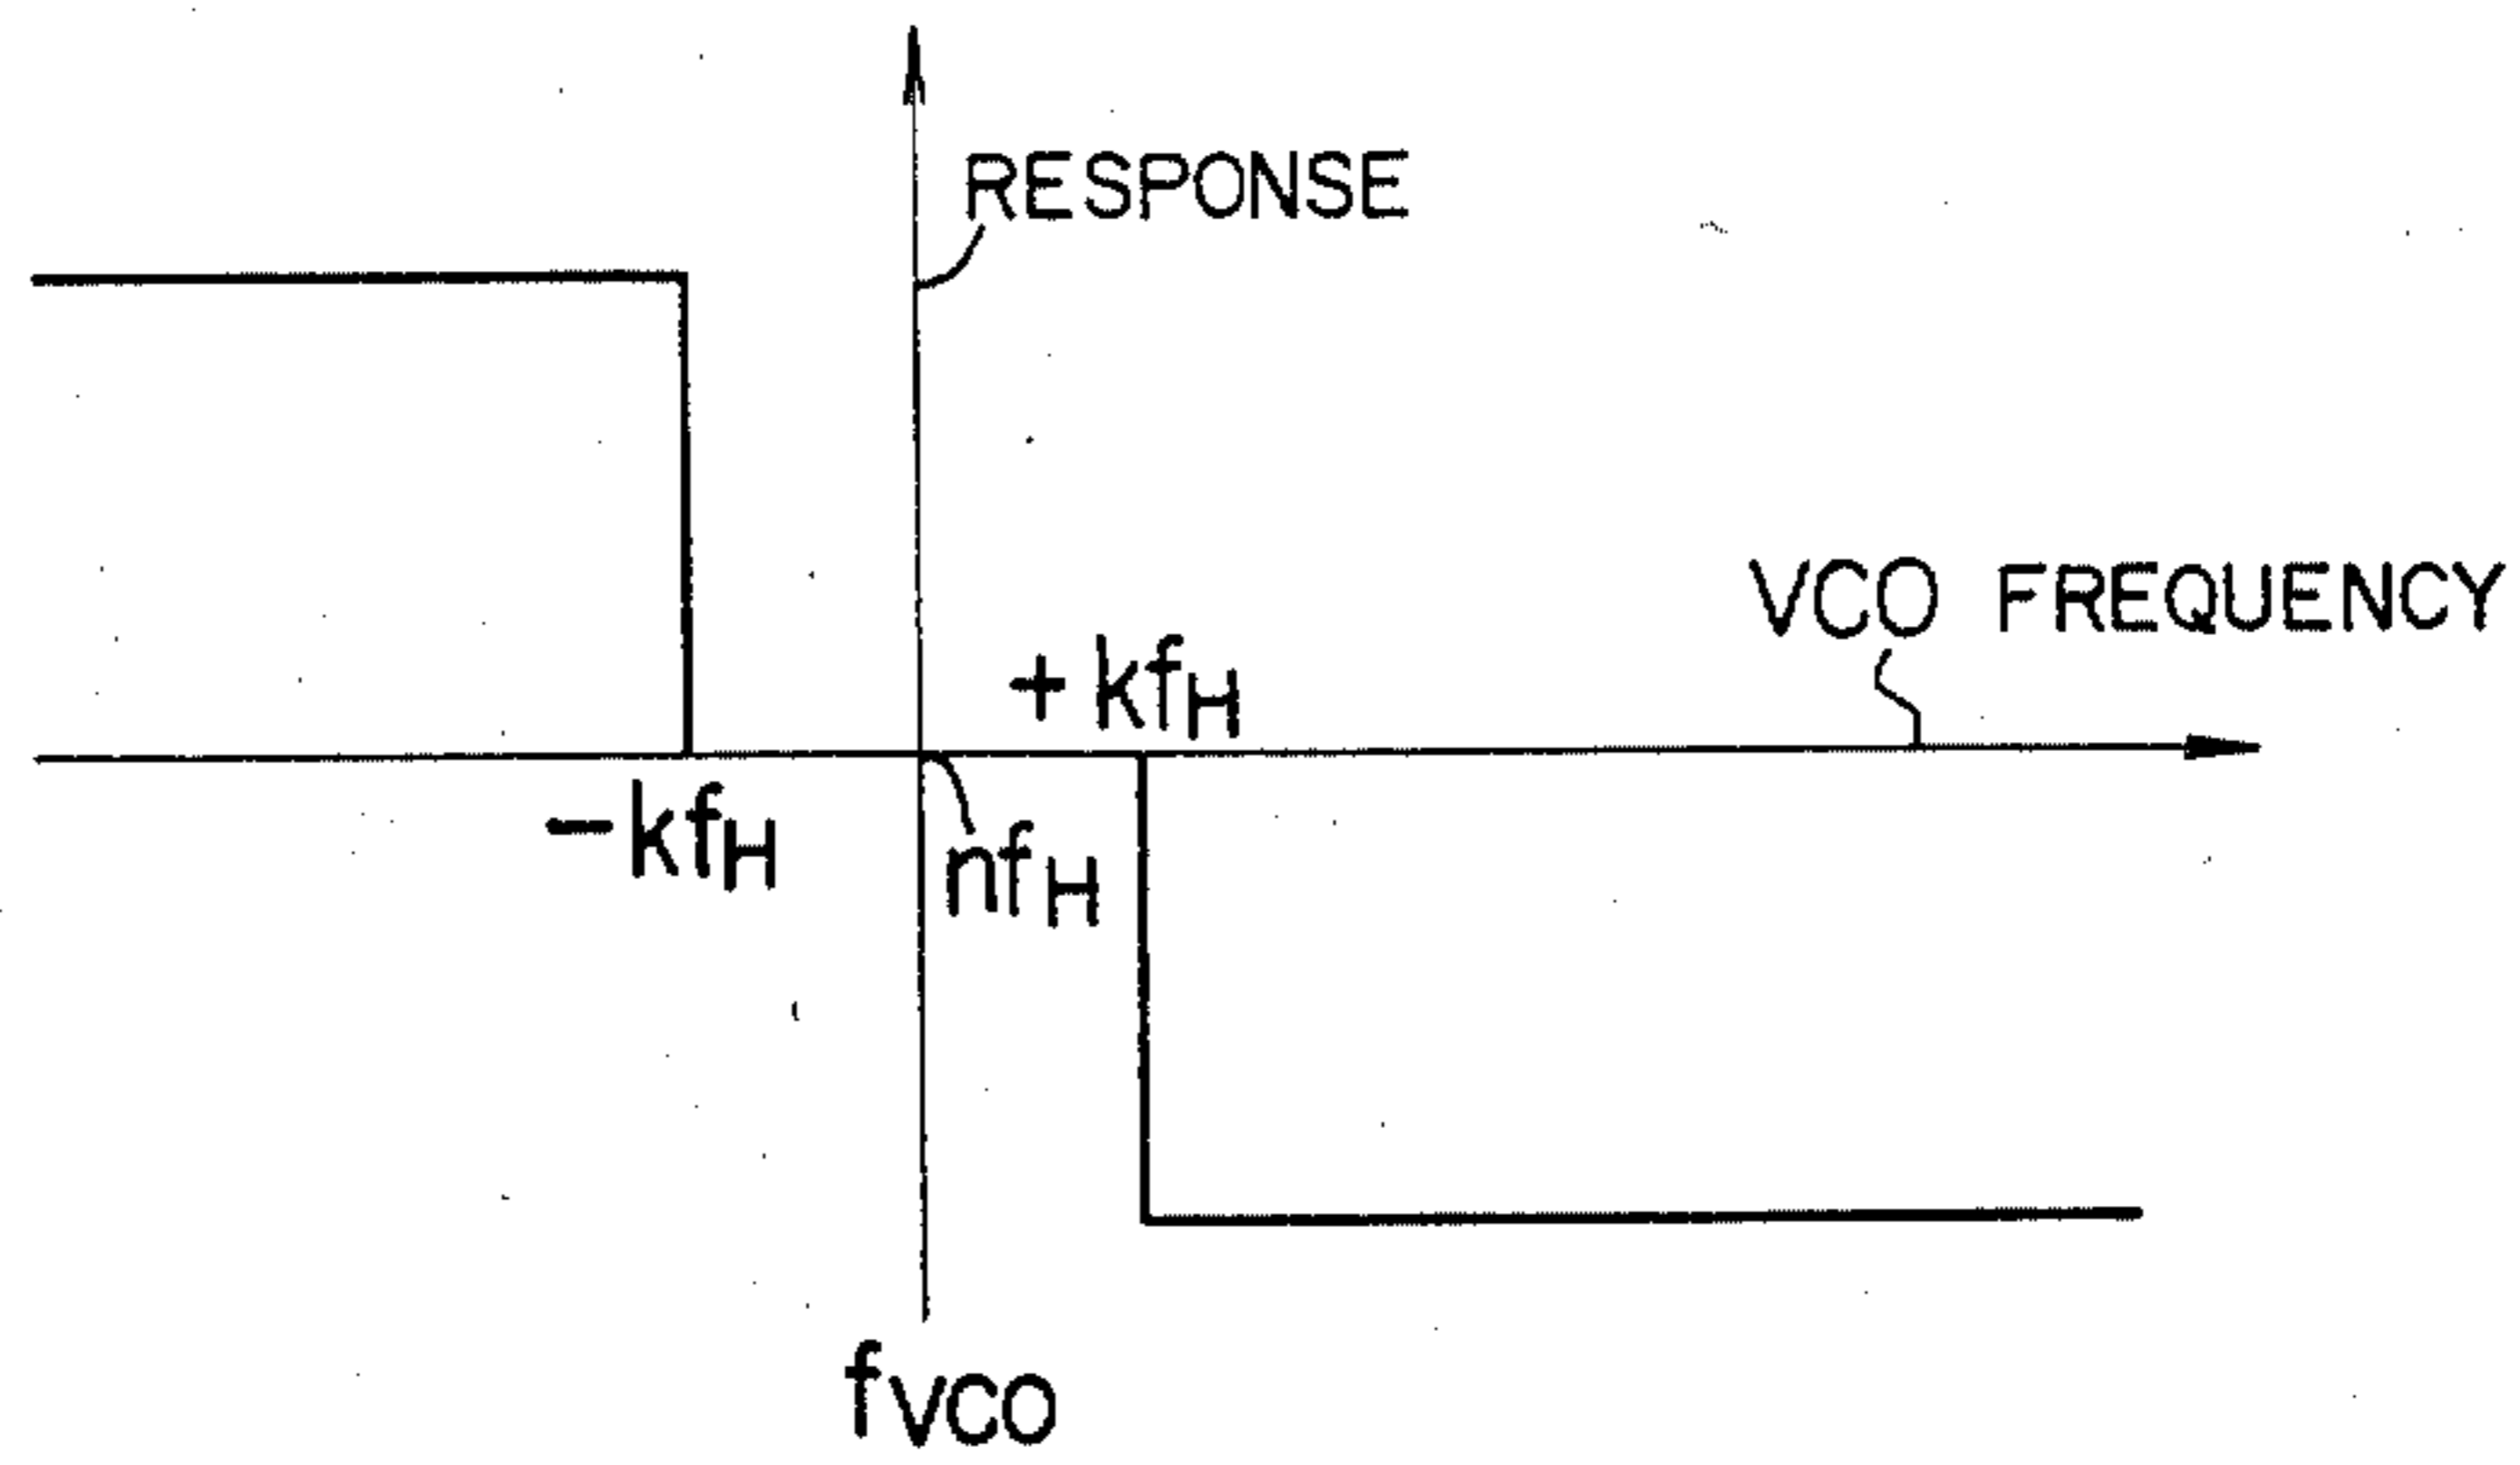 RESPONSE
VCO FREQUENCY
+ kfH
- kfH
nfH
fVCO